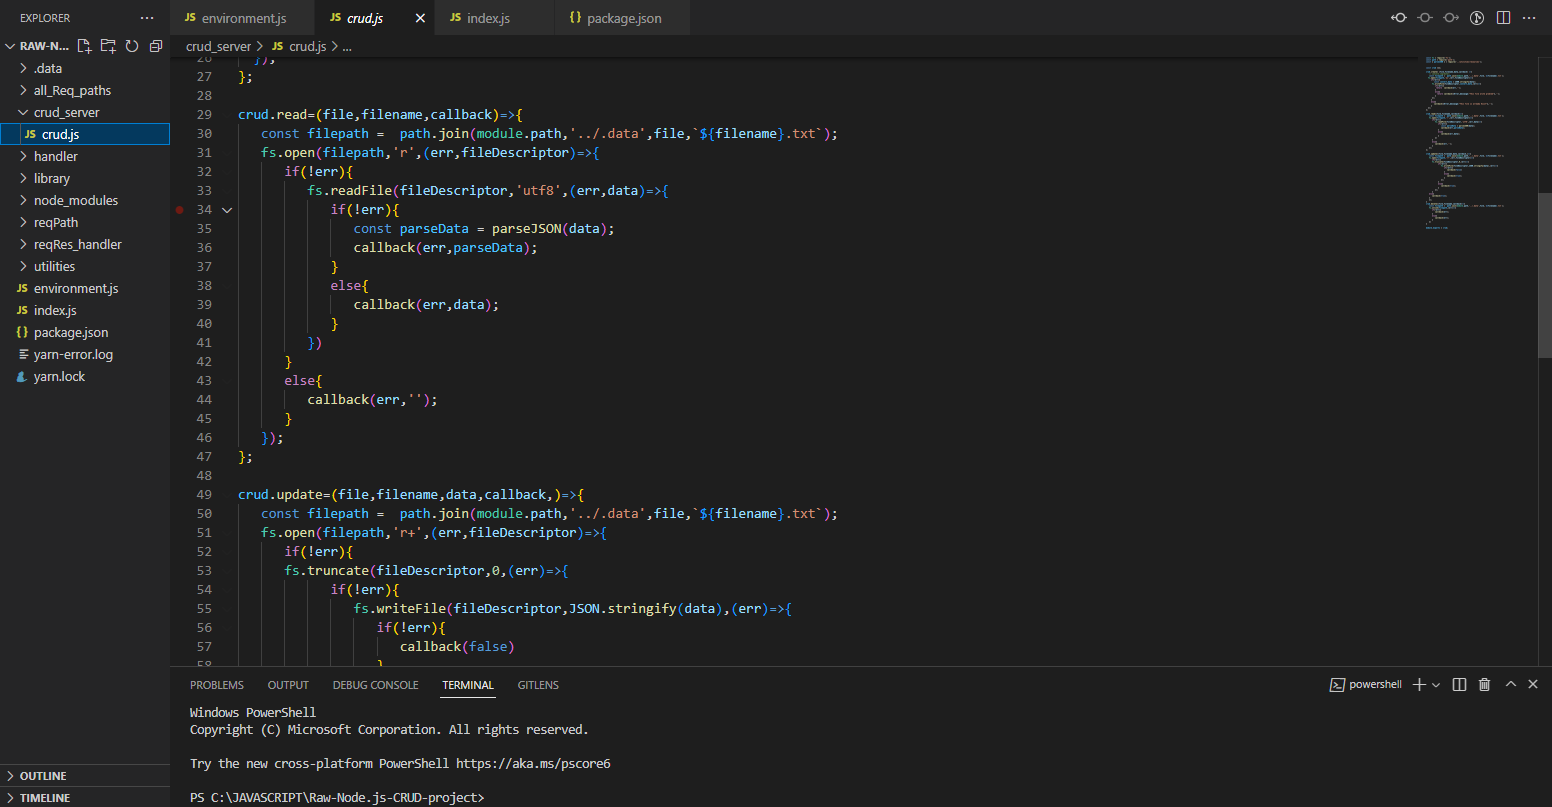 EXPLORER
RAW-N...
.data
all_Req_paths
crud_server
JS crud.js
handler
library
node_modules
reqPath
reqRes_handler
utilities
JS environment.js
JS index.js
{} package.json
yarn-error.log
yarn.lock
OUTLINE
TIMELINE
JS environment.js
JS crud.js
JS index.js
{} package.json
crud_server > JS crud.js > ...
26 });
27 };
28
29 crud.read=(file,filename,callback)=>{
30 const filepath =  path.join(module.path,'../.data',file,`${filename}.txt`);
31 fs.open(filepath,'r',(err,fileDescriptor)=>{
32 if(!err){
33 fs.readFile(fileDescriptor,'utf8',(err,data)=>{
34 if(!err){
35 const parseData = parseJSON(data);
36 callback(err,parseData);
37 }
38 else{
39 callback(err,data);
40 }
41 })
42 }
43 else{
44 callback(err,'');
45 }
46 });
47 };
48
49 crud.update=(file,filename,data,callback,)=>{
50 const filepath =  path.join(module.path,'../.data',file,`${filename}.txt`);
51 fs.open(filepath,'r+',(err,fileDescriptor)=>{
52 if(!err){
53 fs.truncate(fileDescriptor,0,(err)=>{
54 if(!err){
55 fs.writeFile(fileDescriptor,JSON.stringify(data),(err)=>{
56 if(!err){
57 callback(false)
58 }
PROBLEMS OUTPUT DEBUG CONSOLE TERMINAL GITLENS
powershell
Windows PowerShell
Copyright (C) Microsoft Corporation. All rights reserved.
Try the new cross-platform PowerShell https://aka.ms/pscore6
PS C:\JAVASCRIPT\Raw-Node.js-CRUD-project>